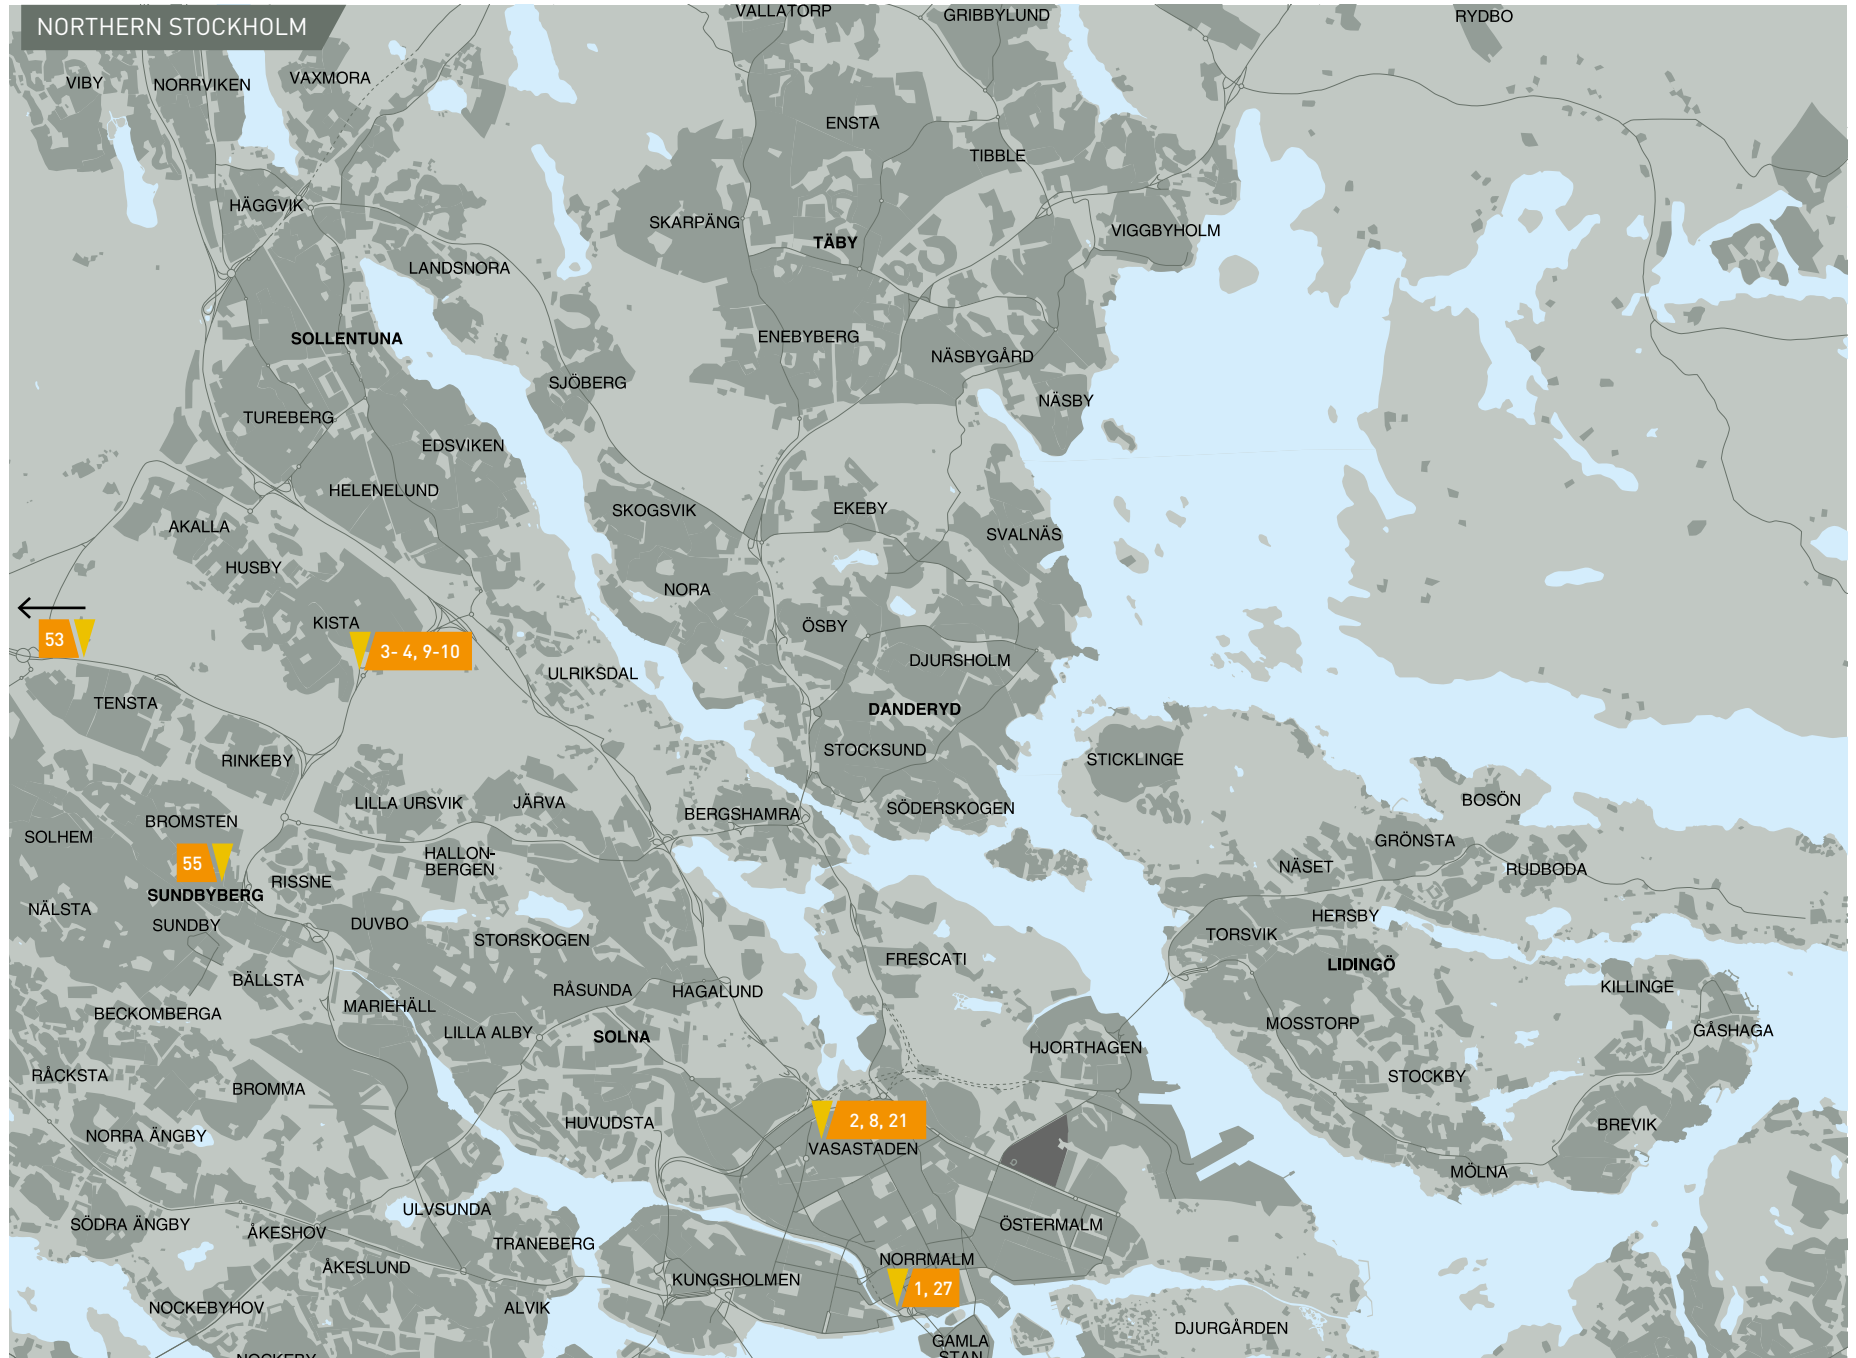 NORTHERN STOCKHOLM
VALLATORP
GRIBBYLUND
RYDBO
VIBY
NORRVIKEN
VAXMORA
ENSTA
TIBBLE
HÄGGVIK
SKARPÄNG
TÄBY
VIGGBYHOLM
LANDSNORA
SOLLENTUNA
ENEBYBERG
NÄSBYGÅRD
SJÖBERG
NÄSBY
TUREBERG
EDSVIKEN
HELENELUND
SKOGSVIK
EKEBY
AKALLA
SVALNÄS
HUSBY
NORA
KISTA
ÖSBY
53
3- 4, 9-10
DJURSHOLM
ULRIKSDAL
TENSTA
DANDERYD
STOCKSUND
RINKEBY
STICKLINGE
LILLA URSVIK
JÄRVA
BERGSHAMRA
SÖDERSKOGEN
BOSÖN
BROMSTEN
SOLHEM
GRÖNSTA
HALLON-
BERGEN
55
NÄSET
RUDBODA
RISSNE
SUNDBYBERG
NÄLSTA
SUNDBY
DUVBO
HERSBY
STORSKOGEN
TORSVIK
FRESCATI
LIDINGÖ
BÄLLSTA
RÅSUNDA
HAGALUND
KILLINGE
MARIEHÄLL
BECKOMBERGA
LILLA ALBY
SOLNA
MOSSTORP
GÅSHAGA
HJORTHAGEN
RÅCKSTA
BROMMA
STOCKBY
HUVUDSTA
2, 8, 21
BREVIK
NORRA ÄNGBY
VASASTADEN
MÖLNA
ULVSUNDA
SÖDRA ÄNGBY
ÅKESHOV
ÖSTERMALM
TRANEBERG
NORRMALM
ÅKESLUND
KUNGSHOLMEN
1, 27
NOCKEBYHOV
ALVIK
DJURGÅRDEN
GAMLA
STAN
NOCKEBY